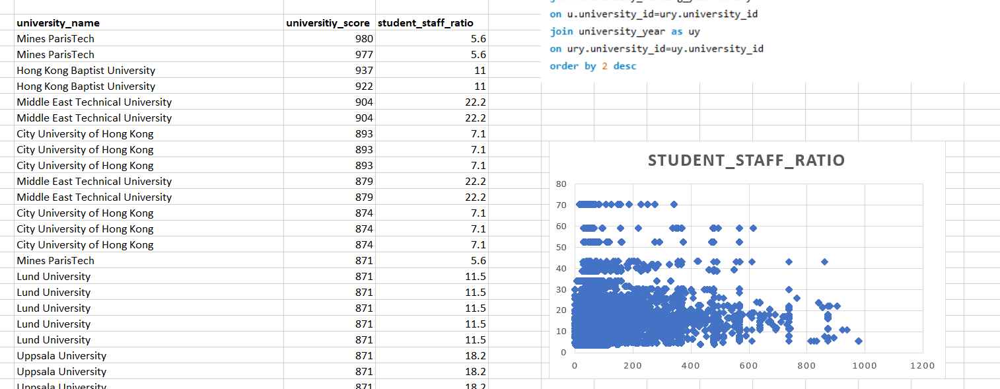 university_name universitiy_score student_staff_ratio
Mines ParisTech 980 5.6
Mines ParisTech 977 5.6
Hong Kong Baptist University 937 11
Hong Kong Baptist University 922 11
Middle East Technical University 904 22.2
Middle East Technical University 904 22.2
City University of Hong Kong 893 7.1
City University of Hong Kong 893 7.1
City University of Hong Kong 893 7.1
Middle East Technical University 879 22.2
Middle East Technical University 879 22.2
City University of Hong Kong 874 7.1
City University of Hong Kong 874 7.1
City University of Hong Kong 874 7.1
Mines ParisTech 871 5.6
Lund University 871 11.5
Lund University 871 11.5
Lund University 871 11.5
Lund University 871 11.5
Lund University 871 11.5
Uppsala University 871 18.2
Uppsala University 871 18.2
Uppsala University 871 18.2
on u.university_id=ury.university_id
join university_year as uy
on ury.university_id=uy.university_id
order by 2 desc
STUDENT_STAFF_RATIO
80
70
60
50
40
30
20
10
0
0 200 400 600 800 1000 1200